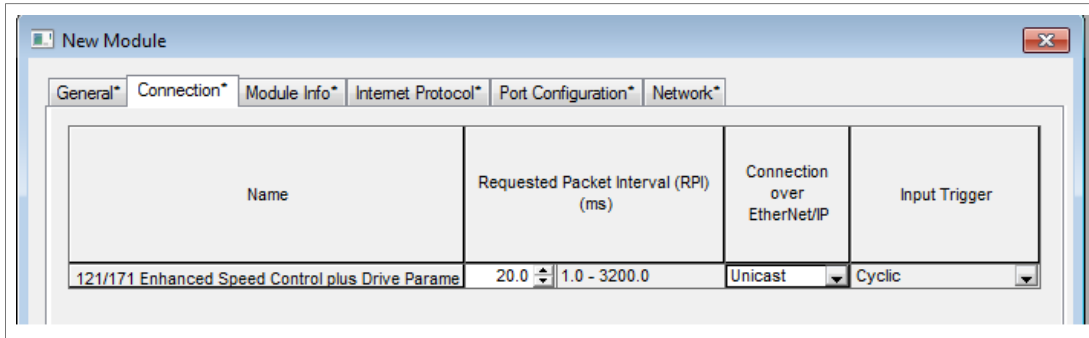 New Module
General* Connection* Module Info* Internet Protocol* Port Configuration* Network*
Name
Requested Packet Interval (RPI)
(ms)
Connection
over
EtherNet/IP
Input Trigger
121/171 Enhanced Speed Control plus Drive Parame 20.0 1.0 - 3200.0 Unicast Cyclic